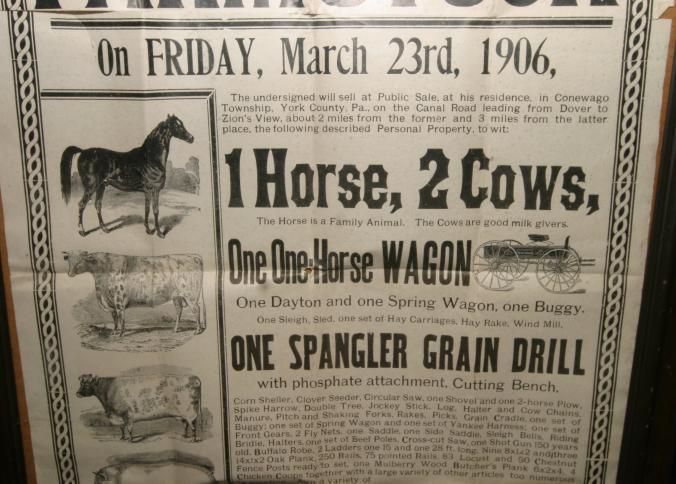 On FRIDAY, March 23rd, 1906,
The undersigned will sell at Public Sale, at his residence, in Conewago
Township, York County, Pa., on the Canal Road leading from Dover to
Zion's View, about 2 miles from the former and 3 miles from the latter
place, the following described Personal Property, to wit:
1 Horse, 2 Cows,
The Horse is a Family Animal. The Cows are good milk givers.
One One-Horse WAGON
One Dayton and one Spring Wagon, one Buggy.
One Sleigh, Sled, one set of Hay Carriages, Hay Rake, Wind Mill,
ONE SPANGLER GRAIN DRILL
with phosphate attachment, Cutting Bench,
Corn Sheller, Clover Seeder, Circular Saw, one Shovel and one 2-horse Plow,
Spike Harrow, Double Tree, Jockey Stick, Log, Halter and Cow Chains,
Manure, Pitch and Shaking Forks, Rakes, Picks, Grain Cradle, one set of
Buggy; one set of Spring Wagon and one set of Yankee Harness; one set of
Front Gears, 2 Fly Nets, one Saddle, one Side Saddle, Sleigh Bells, Riding
Bridle, Halters, one set of Beef Poles, Cross-cut Saw, one Shot Gun 150 years
old, Buffalo Robe, 2 Ladders one 15 and one 28 ft. long, Nine 8x1x2 and three
14x1x2 Oak Plank, 250 Rails, 75 pointed Rails, 83 Locust and 50 Chestnut
Fence Posts ready to set, one Mulberry Wood Butcher's Plank 6x2x4, 4
Chicken Coops together with a large variety of other articles too numerous
a variety of